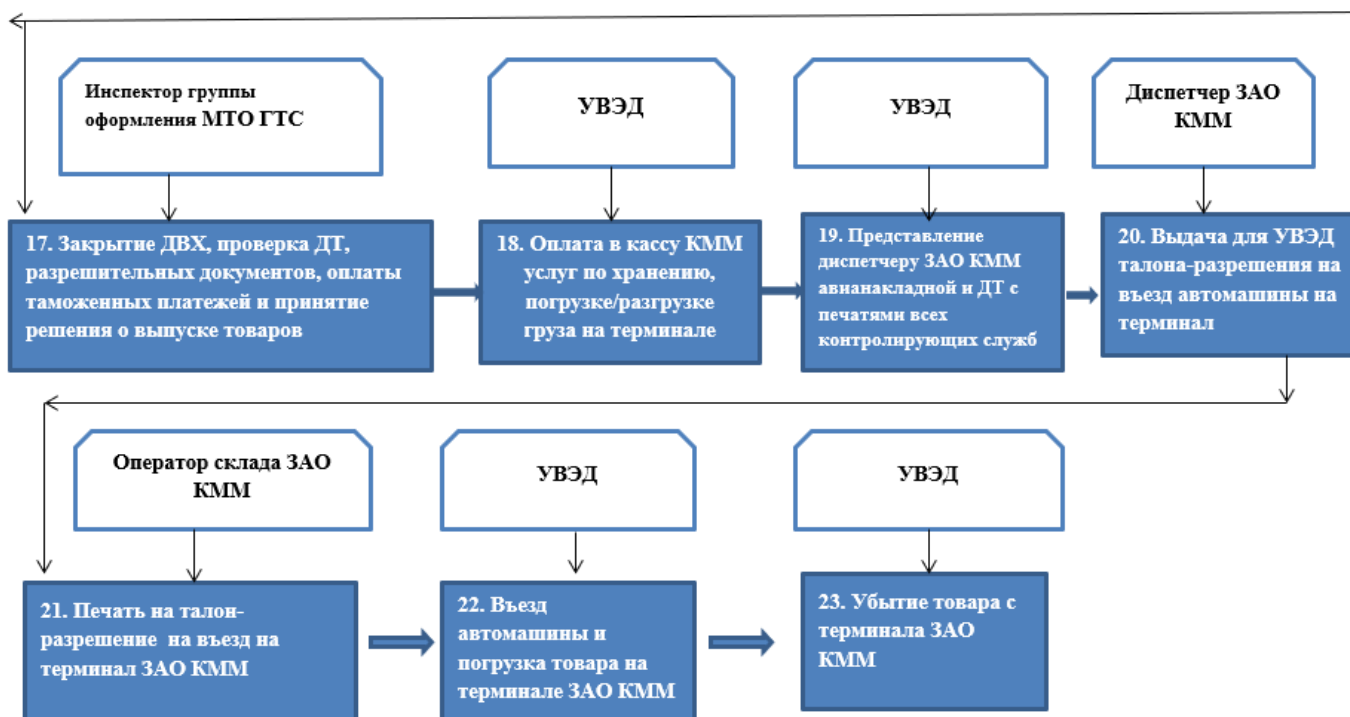 Инспектор группы
оформления МТО ГТС
УВЭД
УВЭД
Диспетчер ЗАО
КММ
17. Закрытие ДВХ, проверка ДТ,
разрешительных документов, оплаты
таможенных платежей и принятие
решения о выпуске товаров
18. Оплата в кассу КММ
услуг по хранению,
погрузке/разгрузке
груза на терминале
19. Представление
диспетчеру ЗАО КММ
авианакладной и ДТ с
печатями всех
контролирующих служб
20. Выдача для УВЭД
талона-разрешения на
въезд автомашины на
терминал
Оператор склада ЗАО
КММ
УВЭД
УВЭД
21. Печать на талон-
разрешение на въезд на
терминал ЗАО КММ
22. Въезд
автомашины и
погрузка товара на
терминале ЗАО КММ
23. Убытие товара с
терминала ЗАО
КММ